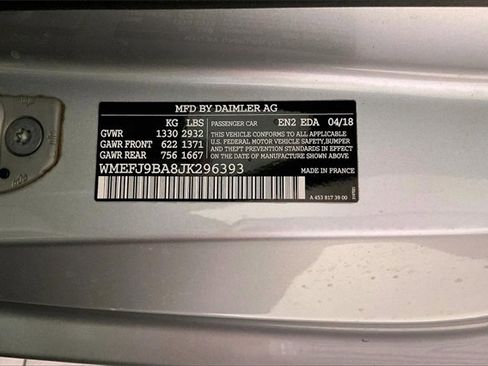 MFD BY DAIMLER AG
KG LBS PASSENGER CAR EN2 EDA 04/18
GVWR 1330 2932 THIS VEHICLE CONFORMS TO ALL APPLICABLE
GAWR FRONT 622 1371 U.S. FEDERAL MOTOR VEHICLE SAFETY, BUMPER,
GAWR REAR 756 1667 AND THEFT PREVENTION STANDARDS IN EFFECT
ON THE DATE OF MANUFACTURE SHOWN ABOVE.
WMEFJ9BA8JK296393 MADE IN FRANCE
A 453 817 39 00